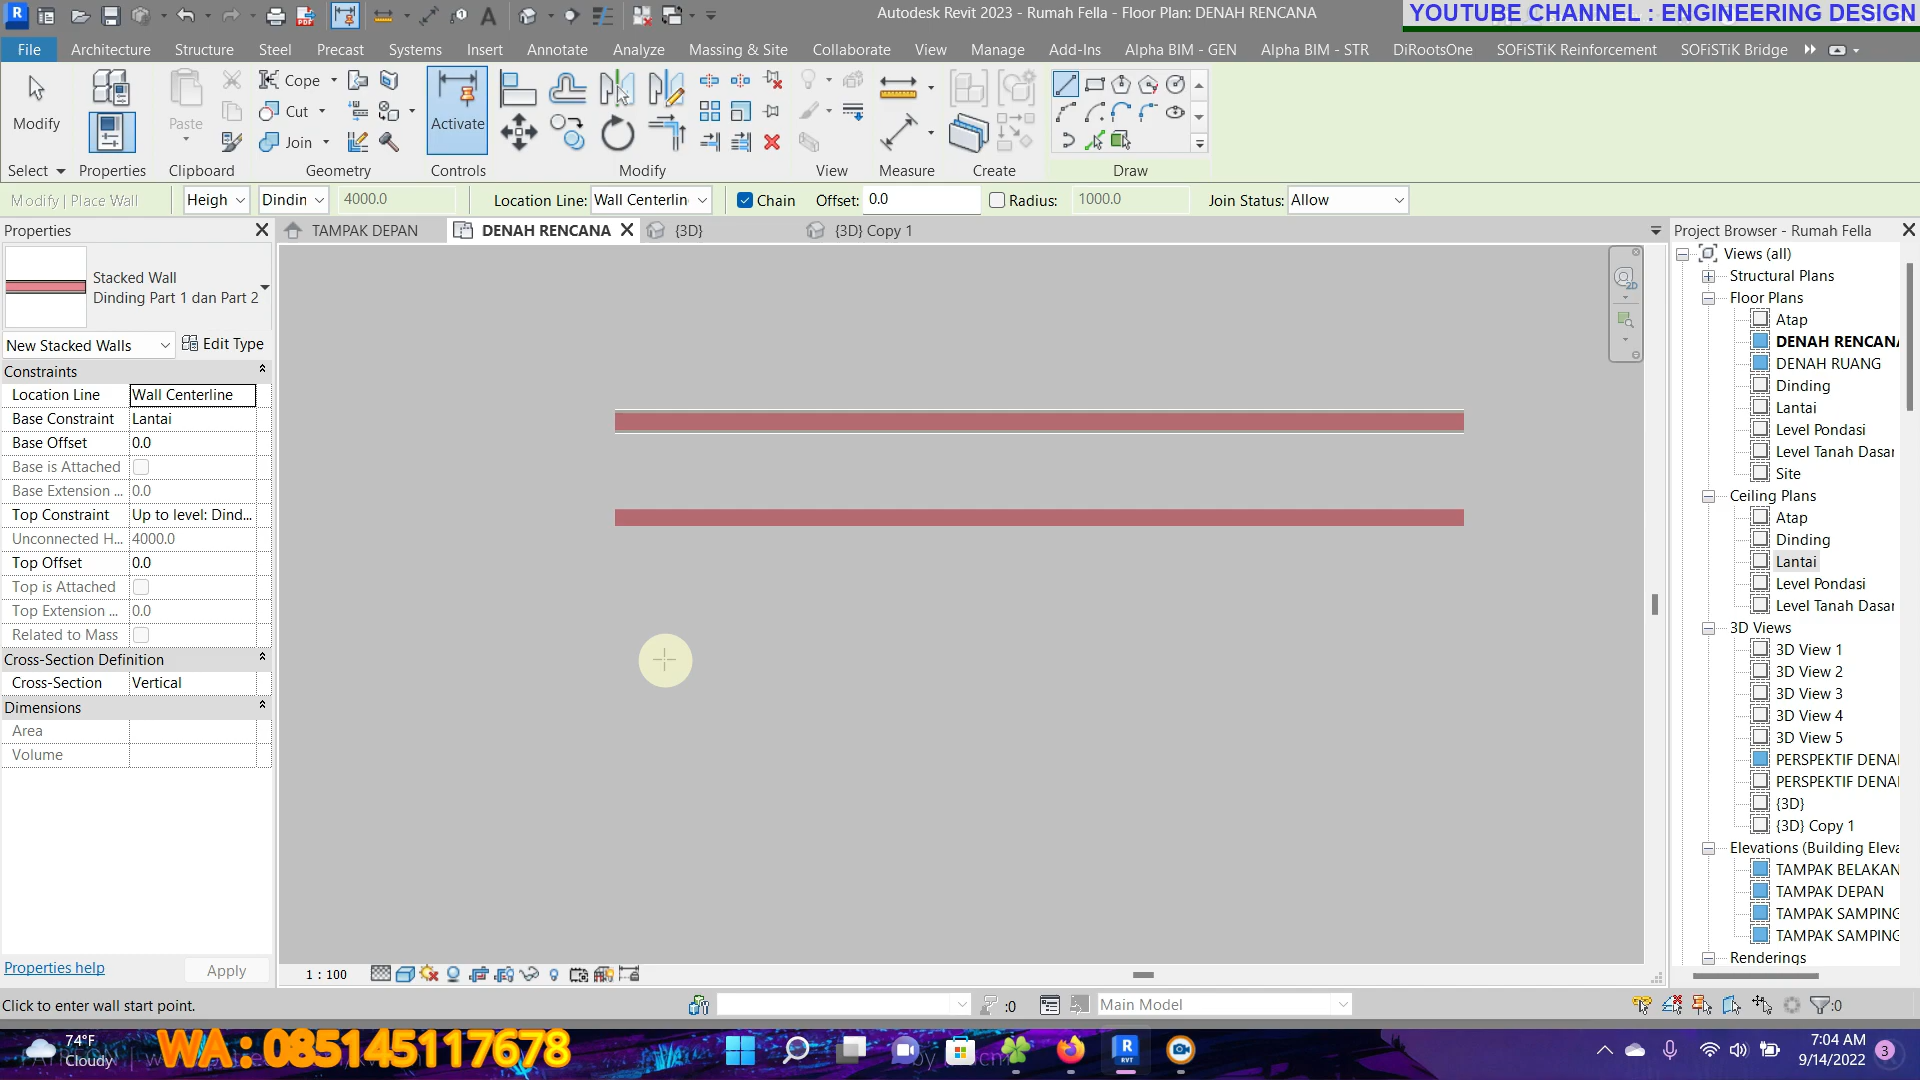 Autodesk Revit 2023 - Rumah Fella - Floor Plan: DENAH RENCANA
YOUTUBE CHANNEL : ENGINEERING DESIGN
File Architecture Structure Steel Precast Systems Insert Annotate Analyze Massing & Site Collaborate View Manage Add-Ins Alpha BIM - GEN Alpha BIM - STR DiRootsOne SOFiSTiK Reinforcement SOFiSTiK Bridge
Modify Paste Cope Cut Join Activate
Select Properties Clipboard Geometry Controls Modify View Measure Create Draw
Modify | Place Wall Heigh Dindin 4000.0 Location Line: Wall Centerlin Chain Offset: 0.0 Radius: 1000.0 Join Status: Allow
Properties
TAMPAK DEPAN DENAH RENCANA {3D} {3D} Copy 1
Project Browser - Rumah Fella
Stacked Wall
Dinding Part 1 dan Part 2
New Stacked Walls Edit Type
Constraints
Location Line Wall Centerline
Base Constraint Lantai
Base Offset 0.0
Base is Attached
Base Extension ... 0.0
Top Constraint Up to level: Dind...
Unconnected H... 4000.0
Top Offset 0.0
Top is Attached
Top Extension ... 0.0
Related to Mass
Cross-Section Definition
Cross-Section Vertical
Dimensions
Area
Volume
Properties help Apply
2D
Views (all)
Structural Plans
Floor Plans
Atap
DENAH RENCANA
DENAH RUANG
Dinding
Lantai
Level Pondasi
Level Tanah Dasar
Site
Ceiling Plans
Atap
Dinding
Lantai
Level Pondasi
Level Tanah Dasar
3D Views
3D View 1
3D View 2
3D View 3
3D View 4
3D View 5
PERSPEKTIF DENA
PERSPEKTIF DENA
{3D}
{3D} Copy 1
Elevations (Building Eleva
TAMPAK BELAKAN
TAMPAK DEPAN
TAMPAK SAMPING
TAMPAK SAMPING
Renderings
1 : 100
Click to enter wall start point. :0 Main Model :0
74°F
Cloudy
WA : 085145117678
R
RVT
7:04 AM
9/14/2022
3